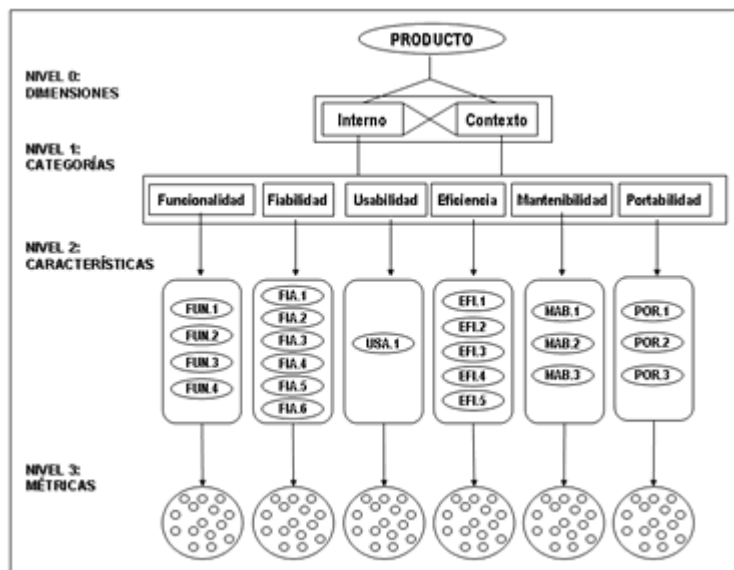 PRODUCTO
NIVEL 0:
DIMENSIONES
Interno
Contexto
NIVEL 1:
CATEGORÍAS
Funcionalidad
Fiabilidad
Usabilidad
Eficiencia
Mantenibilidad
Portabilidad
NIVEL 2:
CARACTERÍSTICAS
FUN.1
FUN.2
FUN.3
FUN.4
FIA.1
FIA.2
FIA.3
FIA.4
FIA.5
FIA.6
USA.1
EFI.1
EFI.2
EFI.3
EFI.4
EFI.5
MAB.1
MAB.2
MAB.3
POR.1
POR.2
POR.3
NIVEL 3:
MÉTRICAS